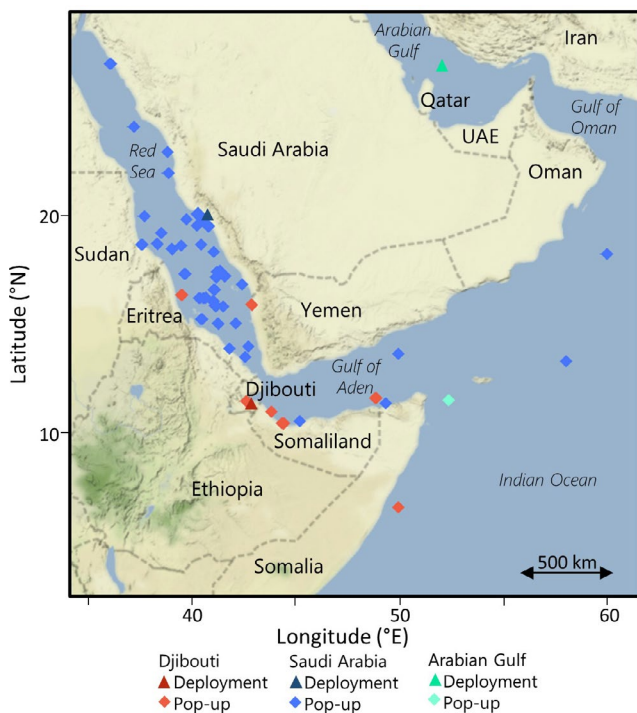 Arabian
Gulf
Iran
Qatar
Gulf of
Oman
UAE
Red
Sea
Saudi Arabia
Oman
20
Sudan
Yemen
Eritrea
Latitude (°N)
Gulf of
Aden
Djibouti
10
Somaliland
Ethiopia
Indian Ocean
Somalia
500 km
40
50
60
Longitude (°E)
Djibouti
Saudi Arabia
Arabian Gulf
Deployment
Deployment
Deployment
Pop-up
Pop-up
Pop-up